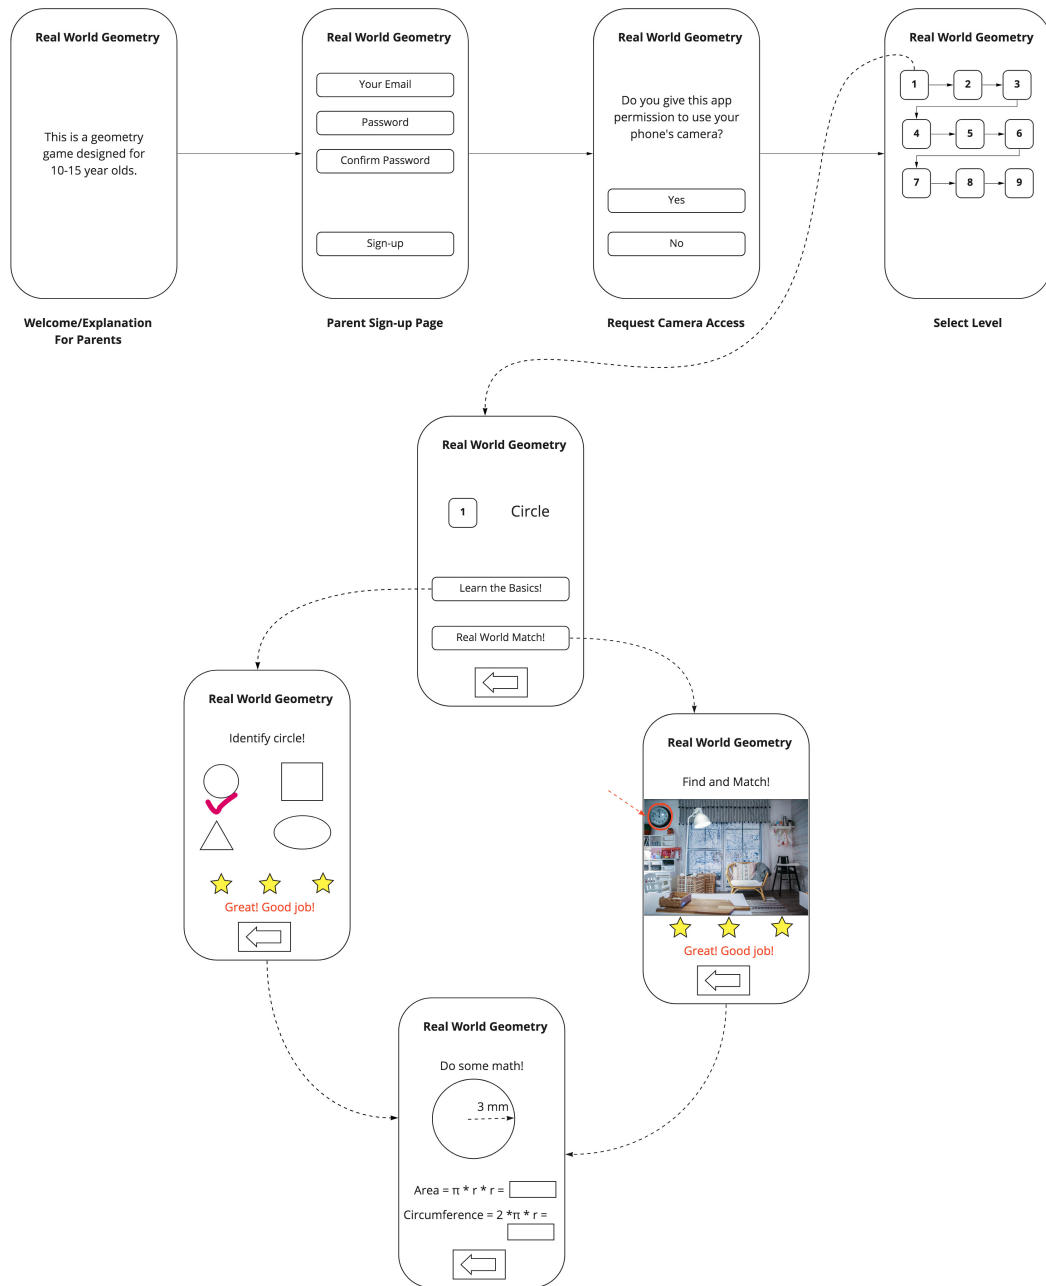 Real World Geometry
This is a geometry
game designed for
10-15 year olds.
Welcome/Explanation
For Parents
Real World Geometry
Your Email
Password
Confirm Password
Sign-up
Parent Sign-up Page
Real World Geometry
Do you give this app
permission to use your
phone's camera?
Yes
No
Request Camera Access
Real World Geometry
1 2 3
4 5 6
7 8 9
Select Level
Real World Geometry
1 Circle
Learn the Basics!
Real World Match!
Real World Geometry
Identify circle!
Great! Good job!
Real World Geometry
Find and Match!
Great! Good job!
Real World Geometry
Do some math!
3 mm
Area = π * r * r =
Circumference = 2 *π * r =